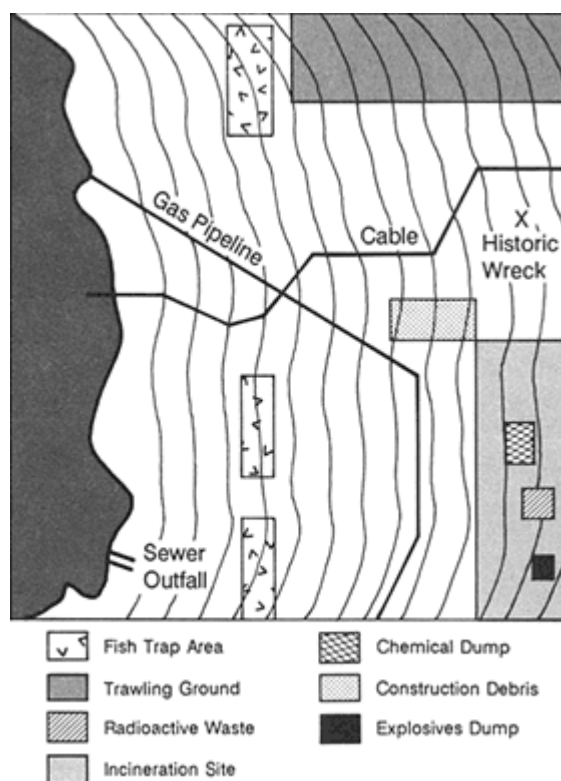 Gas Pipeline
Cable
X
Historic
Wreck
Sewer
Outfall
Fish Trap Area
Chemical Dump
Trawling Ground
Construction Debris
Radioactive Waste
Explosives Dump
Incineration Site